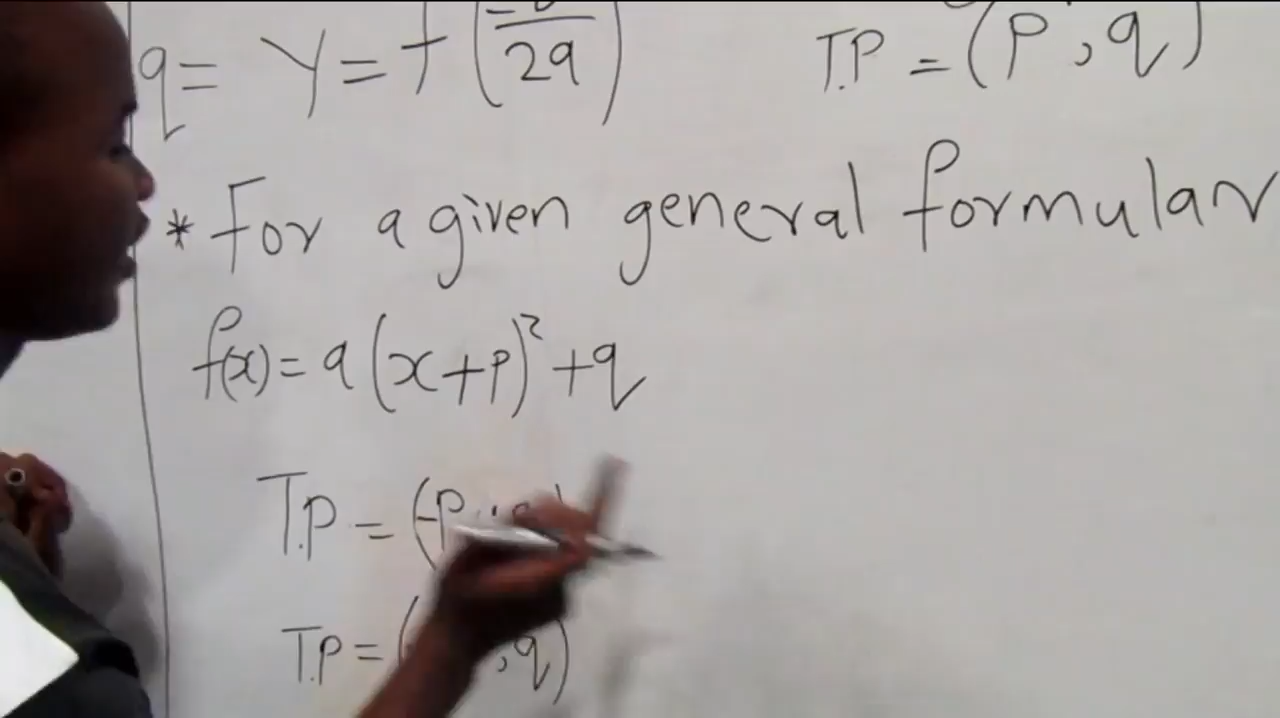 q = Y = f(-b/2a)
T.P = (P ; q)
* For a given general formular
f(x) = a(x+p)² + q
T.P = (-P ; q)
T.P = ( , q)